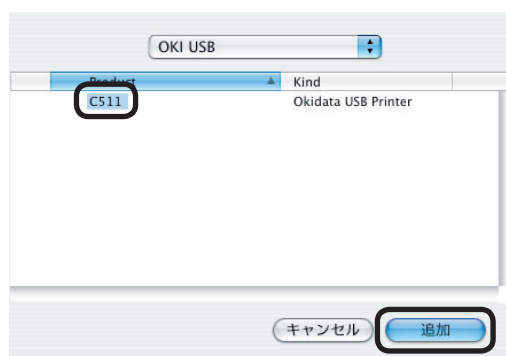 OKI USB
Product Kind
C511 Okidata USB Printer
キャンセル 追加